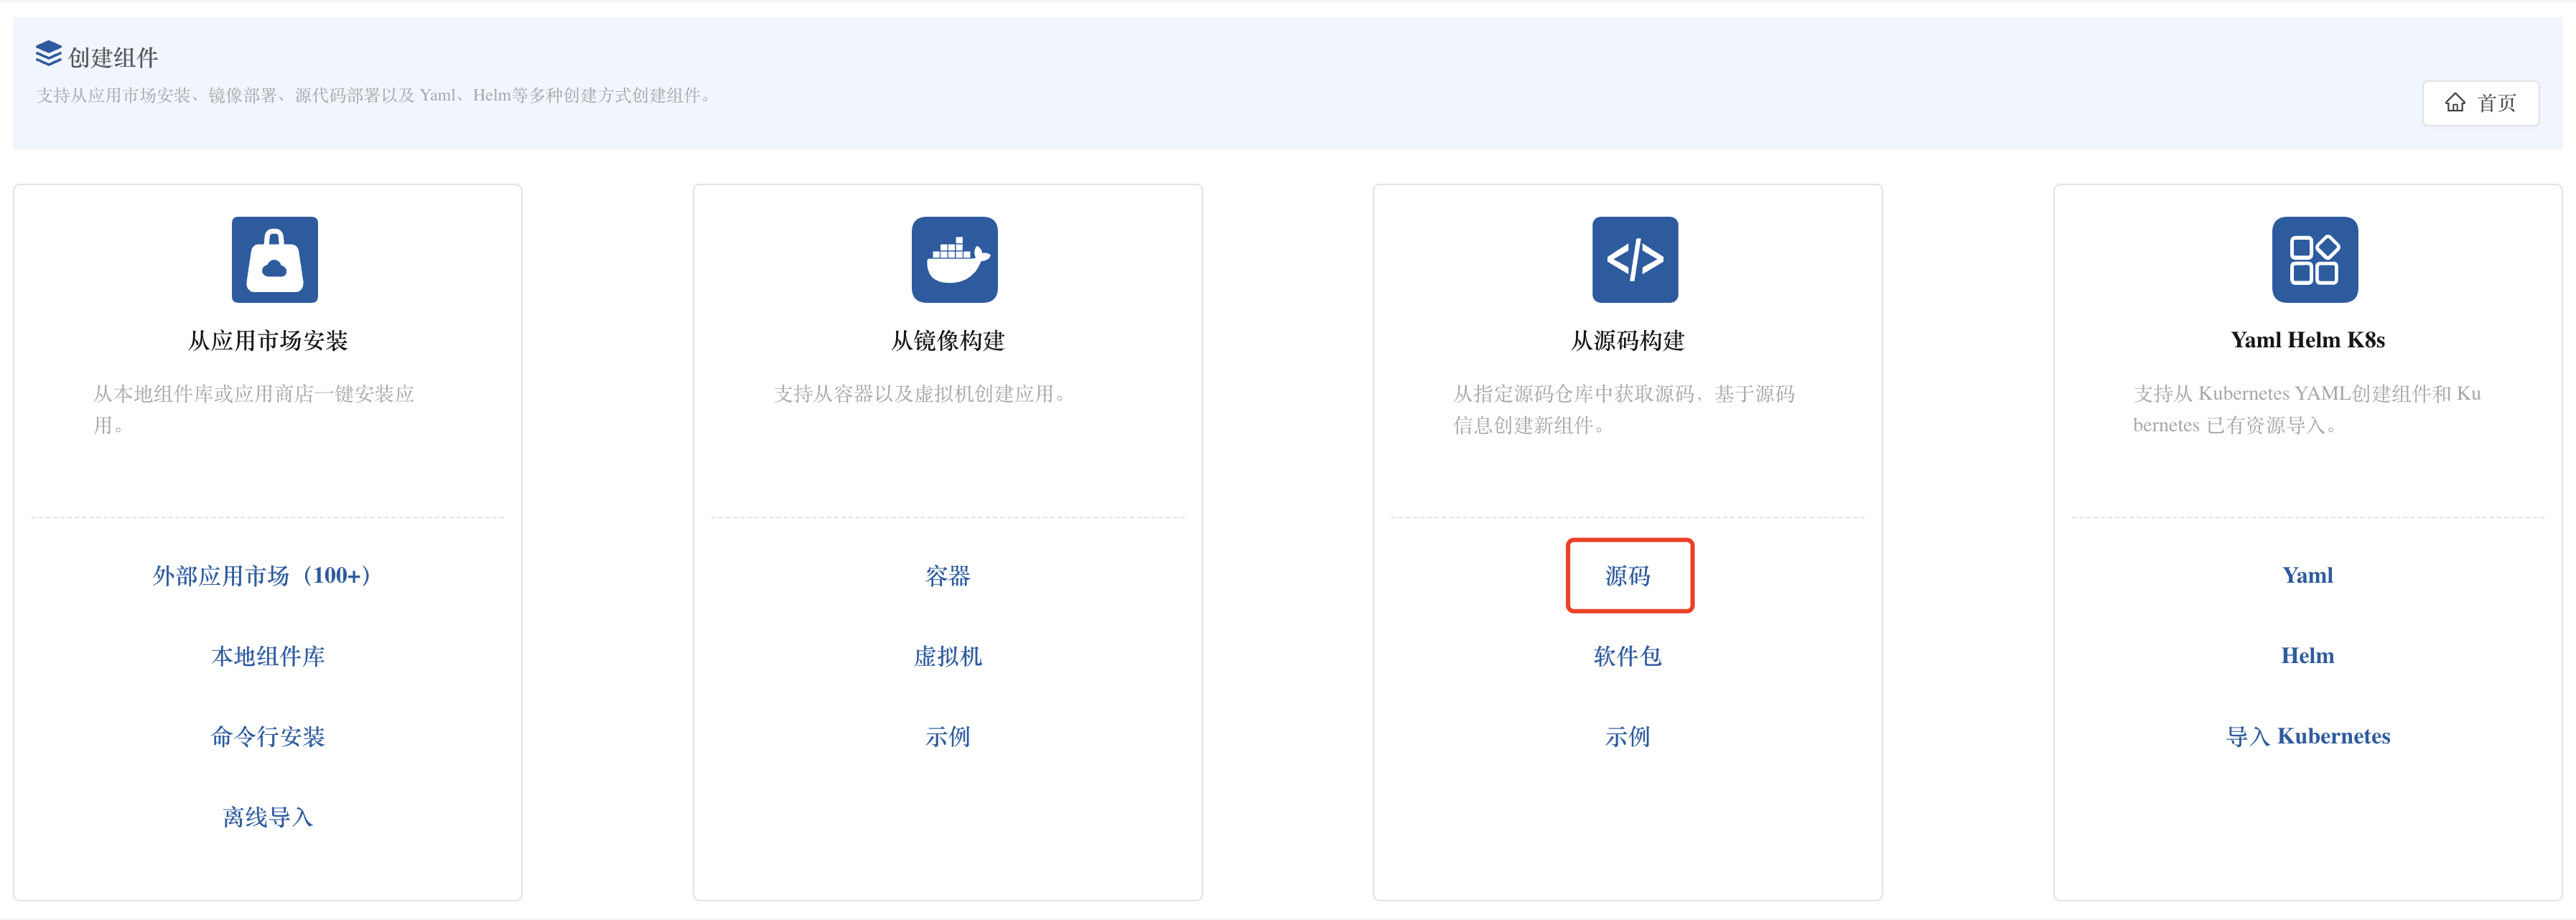 创建组件
支持从应用市场安装、镜像部署、源代码部署以及 Yaml、Helm等多种创建方式创建组件。
首页
从应用市场安装
从本地组件库或应用商店一键安装应
用。
外部应用市场（100+）
本地组件库
命令行安装
离线导入
从镜像构建
支持从容器以及虚拟机创建应用。
容器
虚拟机
示例
从源码构建
从指定源码仓库中获取源码，基于源码
信息创建新组件。
源码
软件包
示例
Yaml Helm K8s
支持从 Kubernetes YAML创建组件和 Ku
bernetes 已有资源导入。
Yaml
Helm
导入 Kubernetes